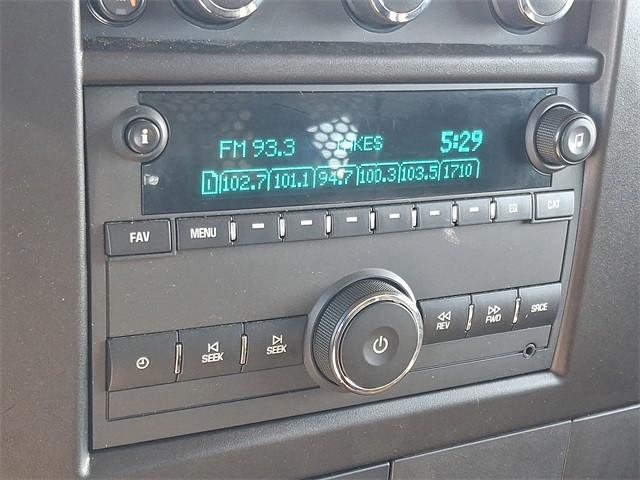 FM 93.3 5:29
1 102.7 101.1 94.7 100.3 103.5 1710
FAV MENU EQ CAT
SEEK SEEK REV FWD SRCE